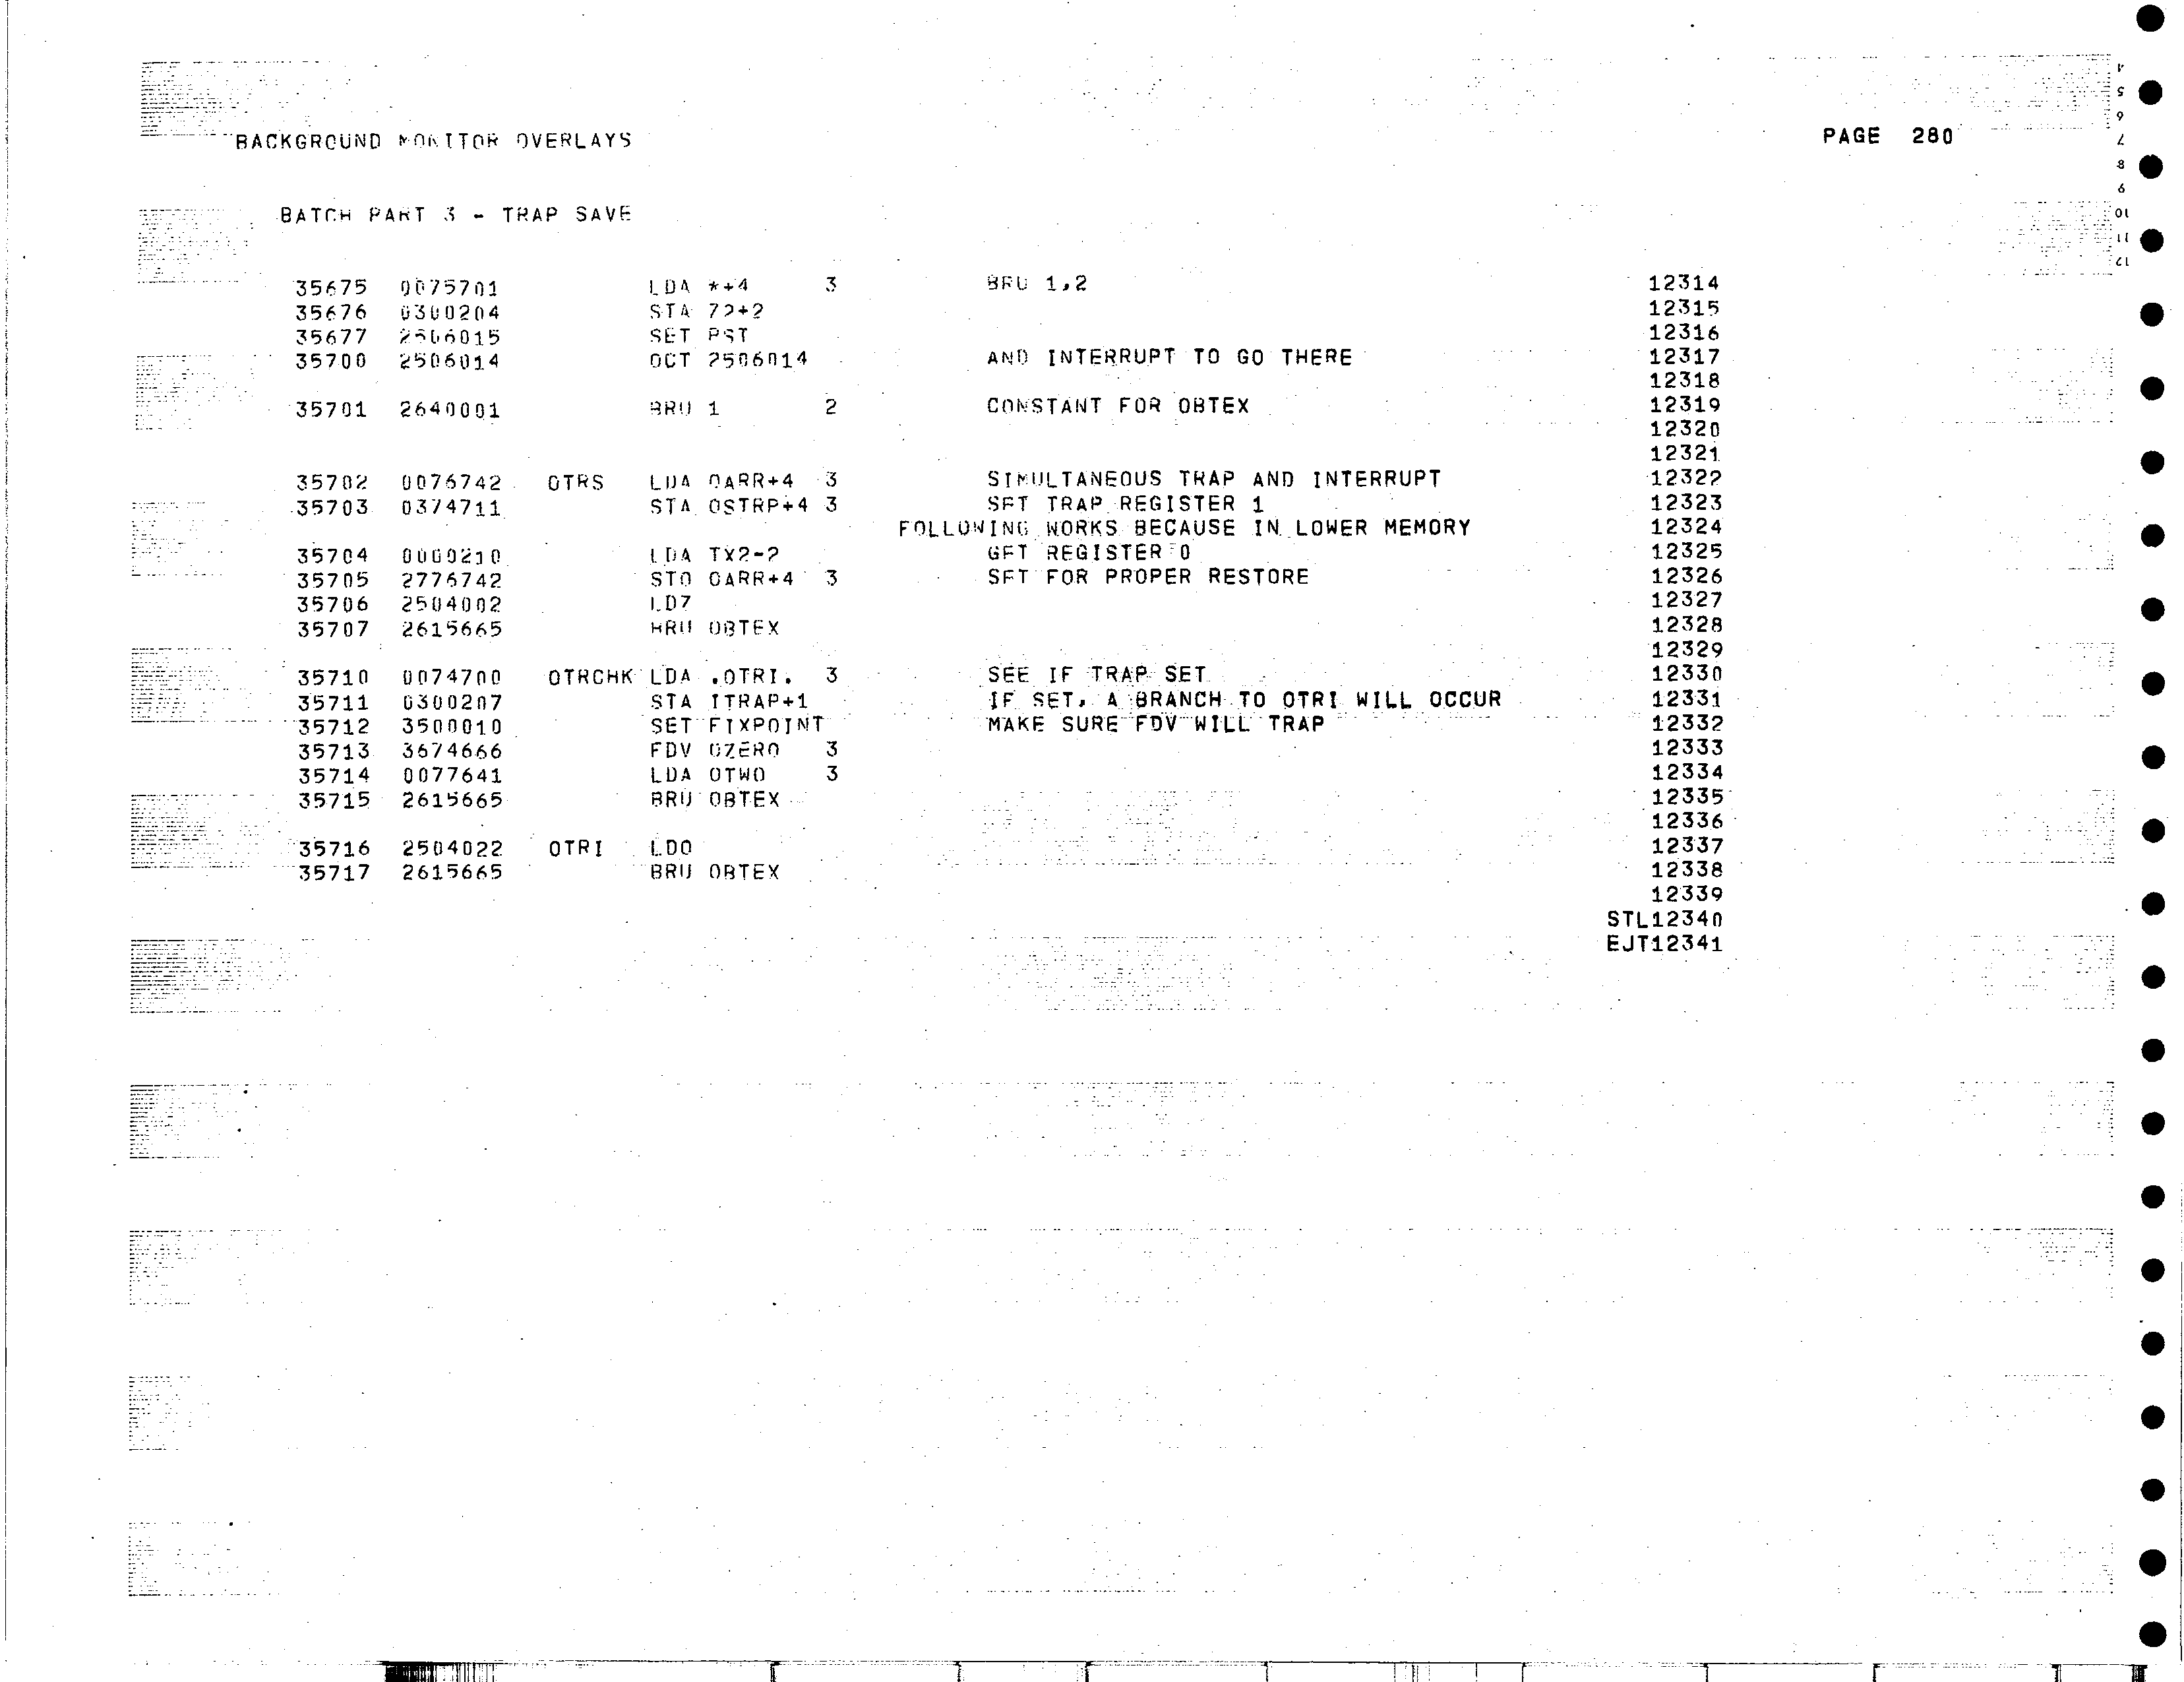 BACKGROUND MONITOR OVERLAYS PAGE 280
BATCH PART 3 - TRAP SAVE
35675 0075701 LDA *+4 3 BRU 1,2 12314
35676 0300204 STA 72+2 12315
35677 2506015 SET PST 12316
35700 2506014 OCT 2506014 AND INTERRUPT TO GO THERE 12317
12318
35701 2640001 BRU 1 2 CONSTANT FOR OBTEX 12319
12320
12321
35702 0076742 OTRS LDA OARR+4 3 SIMULTANEOUS TRAP AND INTERRUPT 12322
35703 0374711 STA OSTRP+4 3 SET TRAP REGISTER 1 12323
FOLLOWING WORKS BECAUSE IN LOWER MEMORY 12324
35704 0000210 LDA TX2-2 GET REGISTER 0 12325
35705 2776742 STO OARR+4 3 SET FOR PROPER RESTORE 12326
35706 2504002 LDZ 12327
35707 2615665 BRU OBTEX 12328
12329
35710 0074700 OTRCHK LDA .OTRI. 3 SEE IF TRAP SET 12330
35711 0300207 STA ITRAP+1 IF SET, A BRANCH TO OTRI WILL OCCUR 12331
35712 3500010 SET FIXPOINT MAKE SURE FDV WILL TRAP 12332
35713 3674666 FDV OZERO 3 12333
35714 0077641 LDA OTWO 3 12334
35715 2615665 BRU OBTEX 12335
12336
35716 2504022 OTRI LDO 12337
35717 2615665 BRU OBTEX 12338
12339
STL12340
EJT12341
4
5
6
7
8
9
10
11
12